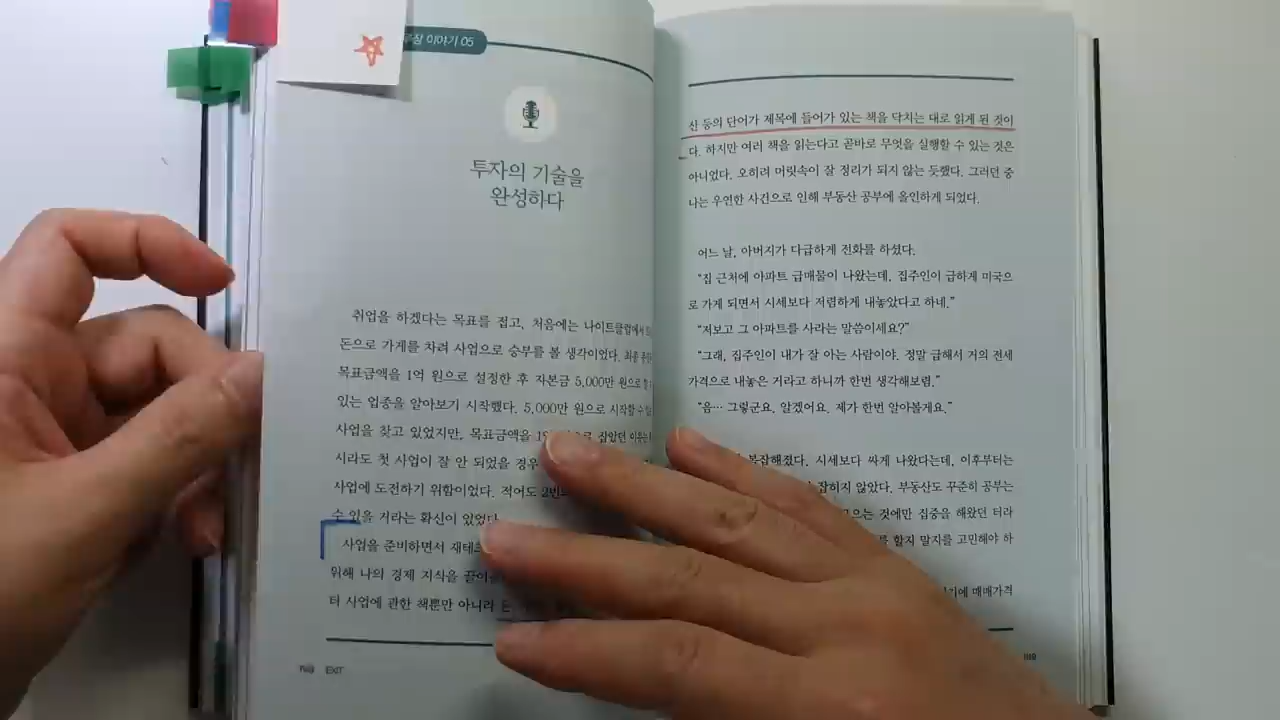 주상 이야기 05
투자의 기술을
완성하다
취업을 하겠다는 목표를 접고, 처음에는 나이트클럽에서
돈으로 가게를 차려 사업으로 승부를 볼 생각이었다. 최종
목표금액을 1억 원으로 설정한 후 자본금 5,000만 원으로
있는 업종을 알아보기 시작했다. 5,000만 원으로 시작할 수
사업을 찾고 있었지만, 목표금액을 잡았던 이유는
시라도 첫 사업이 잘 안 되었을 경우
사업에 도전하기 위함이었다. 적어도
수 있을 거라는 확신이 있었다.
사업을 준비하면서
위해 나의 경제 지식을
터 사업에 관한 책뿐만 아니라
EXIT
신 등의 단어가 제목에 들어가 있는 책을 닥치는 대로 읽게 된 것이
다. 하지만 여러 책을 읽는다고 곧바로 무엇을 실행할 수 있는 것은
아니었다. 오히려 머릿속이 잘 정리가 되지 않는 듯했다. 그러던 중
나는 우연한 사건으로 인해 부동산 공부에 올인하게 되었다.
어느 날, 아버지가 다급하게 전화를 하셨다.
“집 근처에 아파트 급매물이 나왔는데, 집주인이 급하게 미국으
로 가게 되면서 시세보다 저렴하게 내놓았다고 하네.”
“저보고 그 아파트를 사라는 말씀이세요?”
“그래, 집주인이 내가 잘 아는 사람이야. 정말 급해서 거의 전세
가격으로 내놓은 거라고 하니까 한번 생각해보렴.”
“음… 그렇군요. 알겠어요. 제가 한번 알아볼게요.”
복잡해졌다. 시세보다 싸게 나왔다는데, 이후부터는
잡히지 않았다. 부동산도 꾸준히 공부는
것에만 집중을 해왔던 터라
할지 말지를 고민해야 하
매매가격